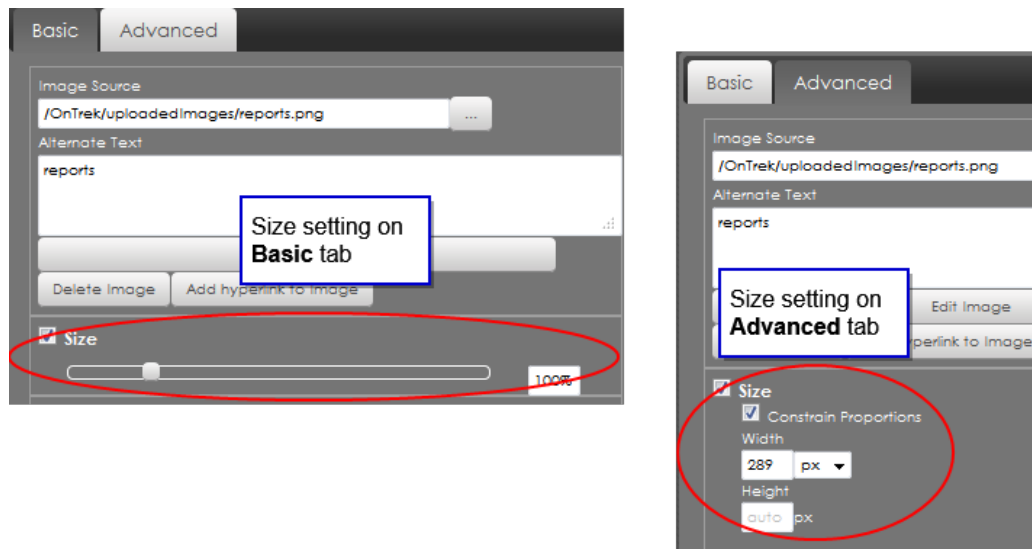 Basic Advanced
Image Source
/OnTrek/uploadedImages/reports.png ...
Alternate Text
reports
Size setting on
Basic tab
Delete Image Add hyperlink to Image
Size
100%
Basic Advanced
Image Source
/OnTrek/uploadedImages/reports.png
Alternate Text
reports
Size setting on
Advanced tab
Edit Image
perlink to Image
Size
Constrain Proportions
Width
289 px
Height
auto px